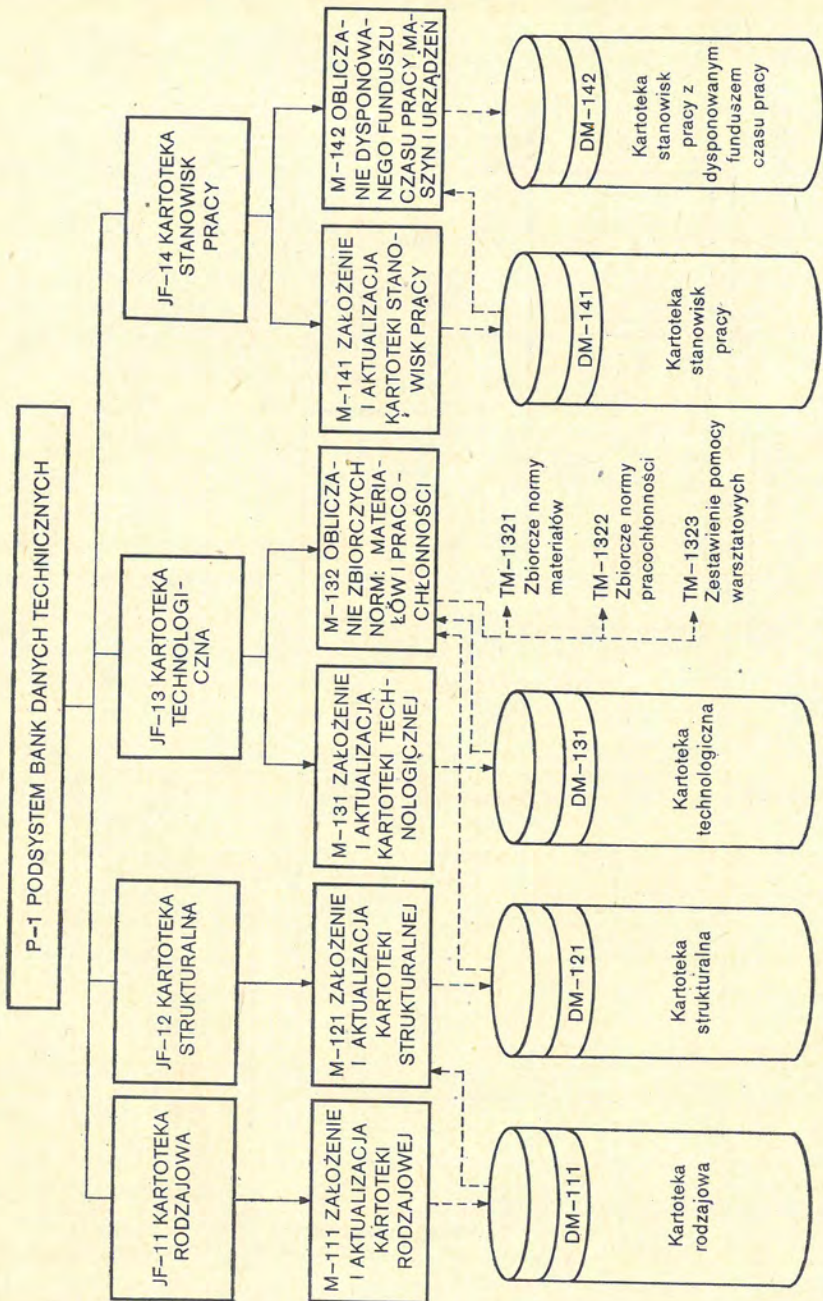 P-1 PODSYSTEM BANK DANYCH TECHNICZNYCH
JF-11 KARTOTEKA
RODZAJOWA
JF-12 KARTOTEKA
STRUKTURALNA
JF-13 KARTOTEKA
TECHNOLOGI-
CZNA
JF-14 KARTOTEKA
STANOWISK
PRACY
M-111 ZAŁOŻENIE
I AKTUALIZACJA
KARTOTEKI
RODZAJOWEJ
M-121 ZAŁOŻENIE
I AKTUALIZACJA
KARTOTEKI
STRUKTURALNEJ
M-131 ZAŁOŻENIE
I AKTUALIZACJA
KARTOTEKI TECH-
NOLOGICZNEJ
M-132 OBLICZA-
NIE ZBIORCZYCH
NORM: MATERIA-
ŁÓW I PRACO-
CHŁONNOŚCI
M-141 ZAŁOŻENIE
I AKTUALIZACJA
KARTOTEKI STANO-
WISK PRACY
M-142 OBLICZA-
NIE DYSPONOWA-
NEGO FUNDUSZU
CZASU PRACY MA-
SZYN I URZĄDZEŃ
DM-111
Kartoteka
rodzajowa
DM-121
Kartoteka
strukturalna
DM-131
Kartoteka
technologiczna
TM-1321
Zbiorcze normy
materiałów
TM-1322
Zbiorcze normy
pracochłonności
TM-1323
Zestawienie pomocy
warsztatowych
DM-141
Kartoteka
stanowisk
pracy
DM-142
Kartoteka
stanowisk
pracy z
dysponowanym
funduszem
czasu pracy